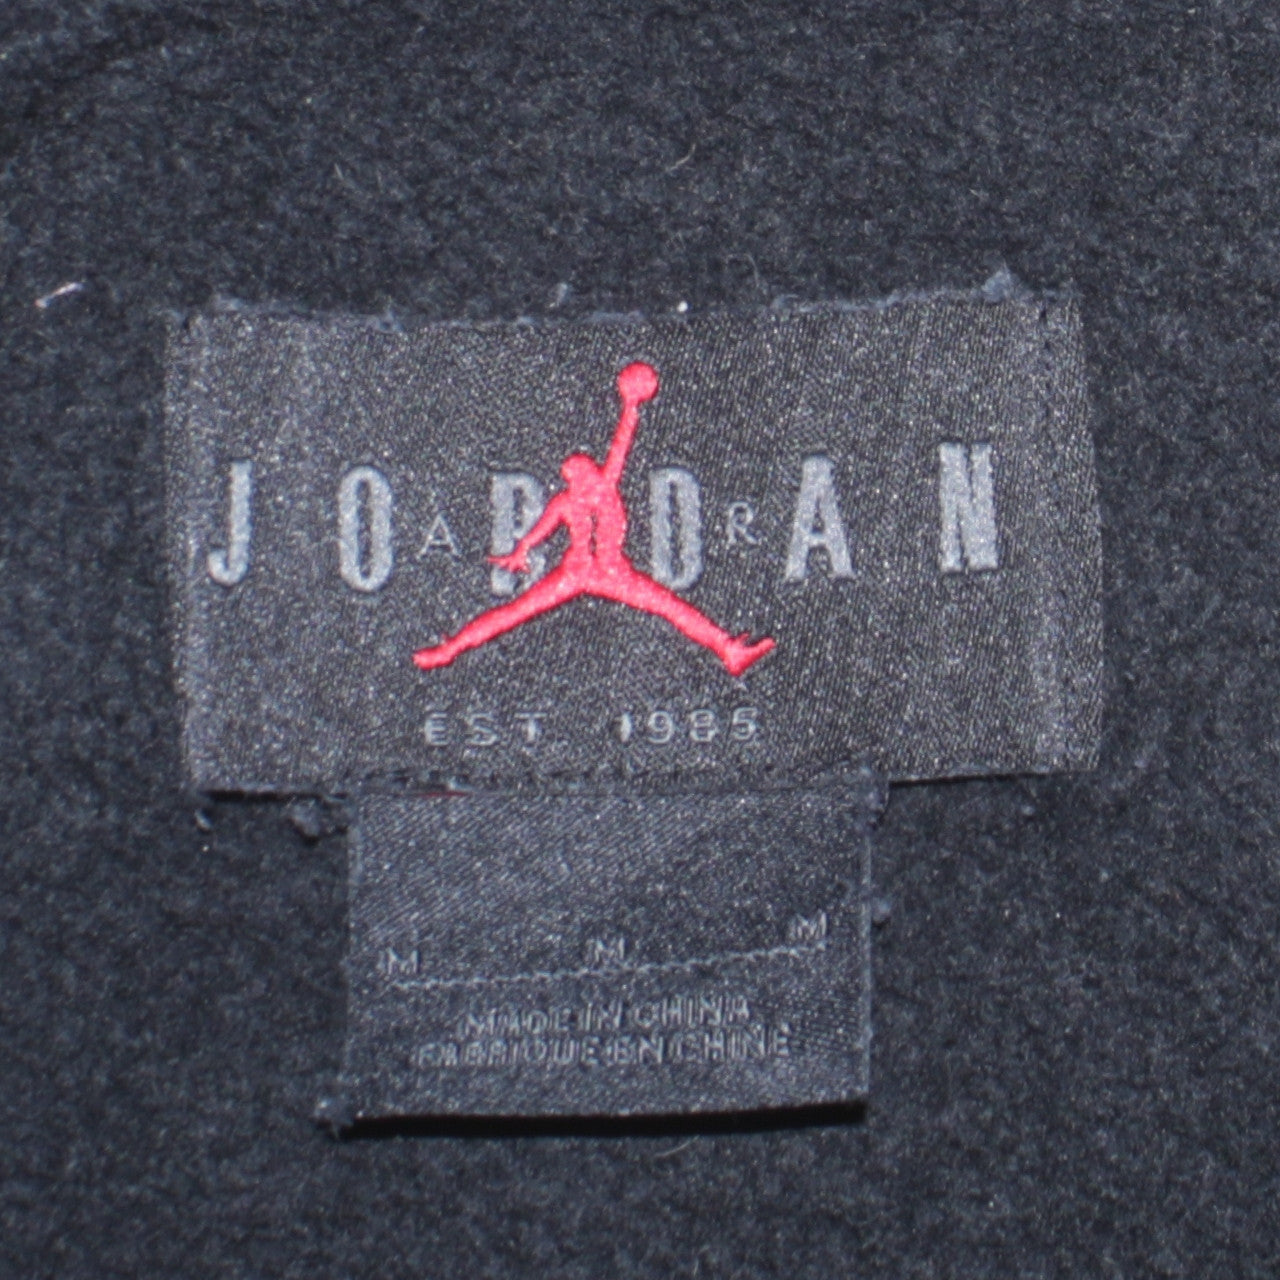 JORDAN
AIR
EST. 1985
M M M
MADE IN CHINA
FABRIQUE EN CHINE